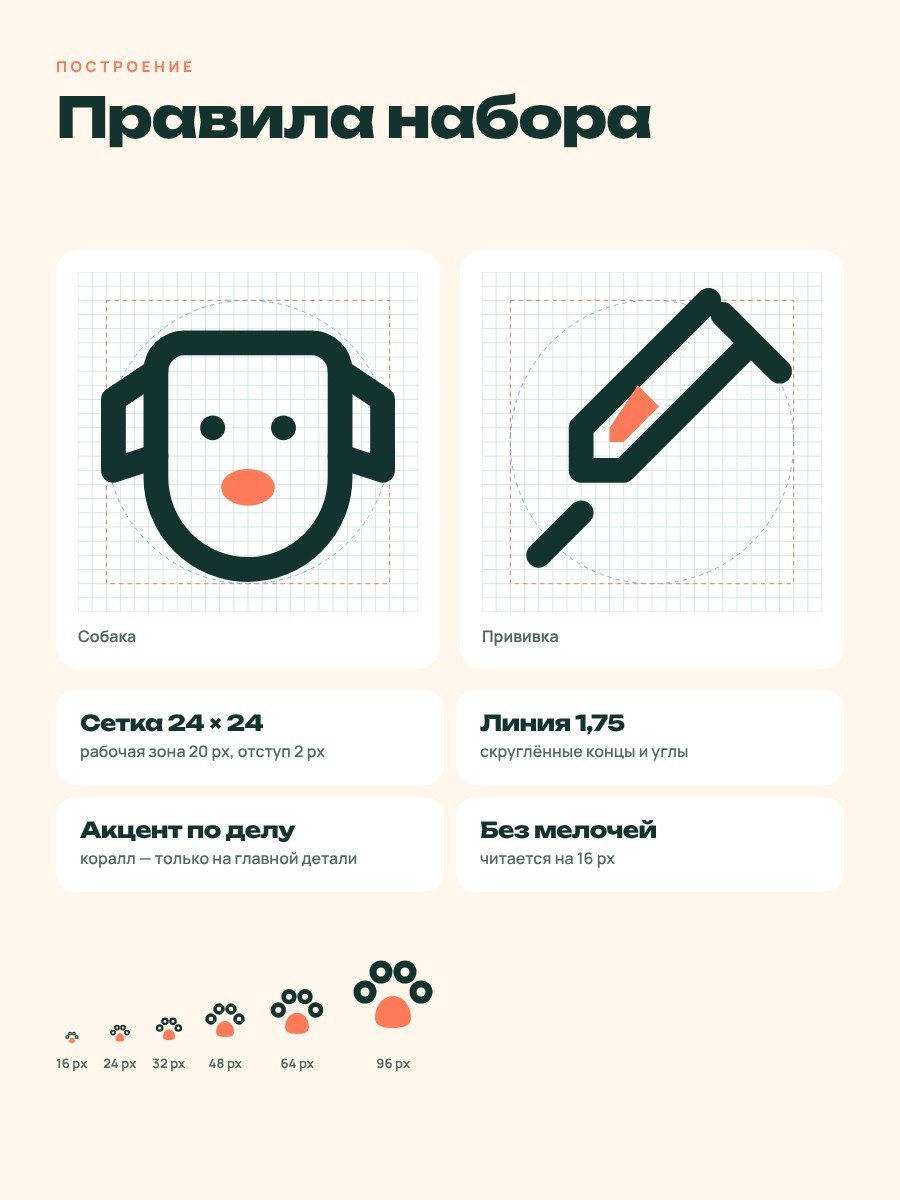 ПОСТРОЕНИЕ
Правила набора
Собака
Прививка
Сетка 24 × 24
рабочая зона 20 px, отступ 2 px
Линия 1,75
скруглённые концы и углы
Акцент по делу
коралл — только на главной детали
Без мелочей
читается на 16 px
16 px 24 px 32 px 48 px 64 px 96 px